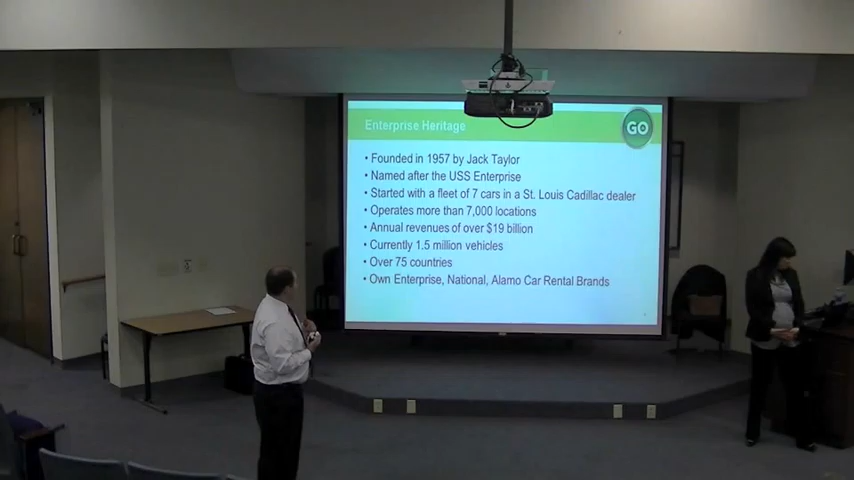 Enterprise Heritage
GO
• Founded in 1957 by Jack Taylor
• Named after the USS Enterprise
• Started with a fleet of 7 cars in a St. Louis Cadillac dealer
• Operates more than 7,000 locations
• Annual revenues of over $19 billion
• Currently 1.5 million vehicles
• Over 75 countries
• Own Enterprise, National, Alamo Car Rental Brands